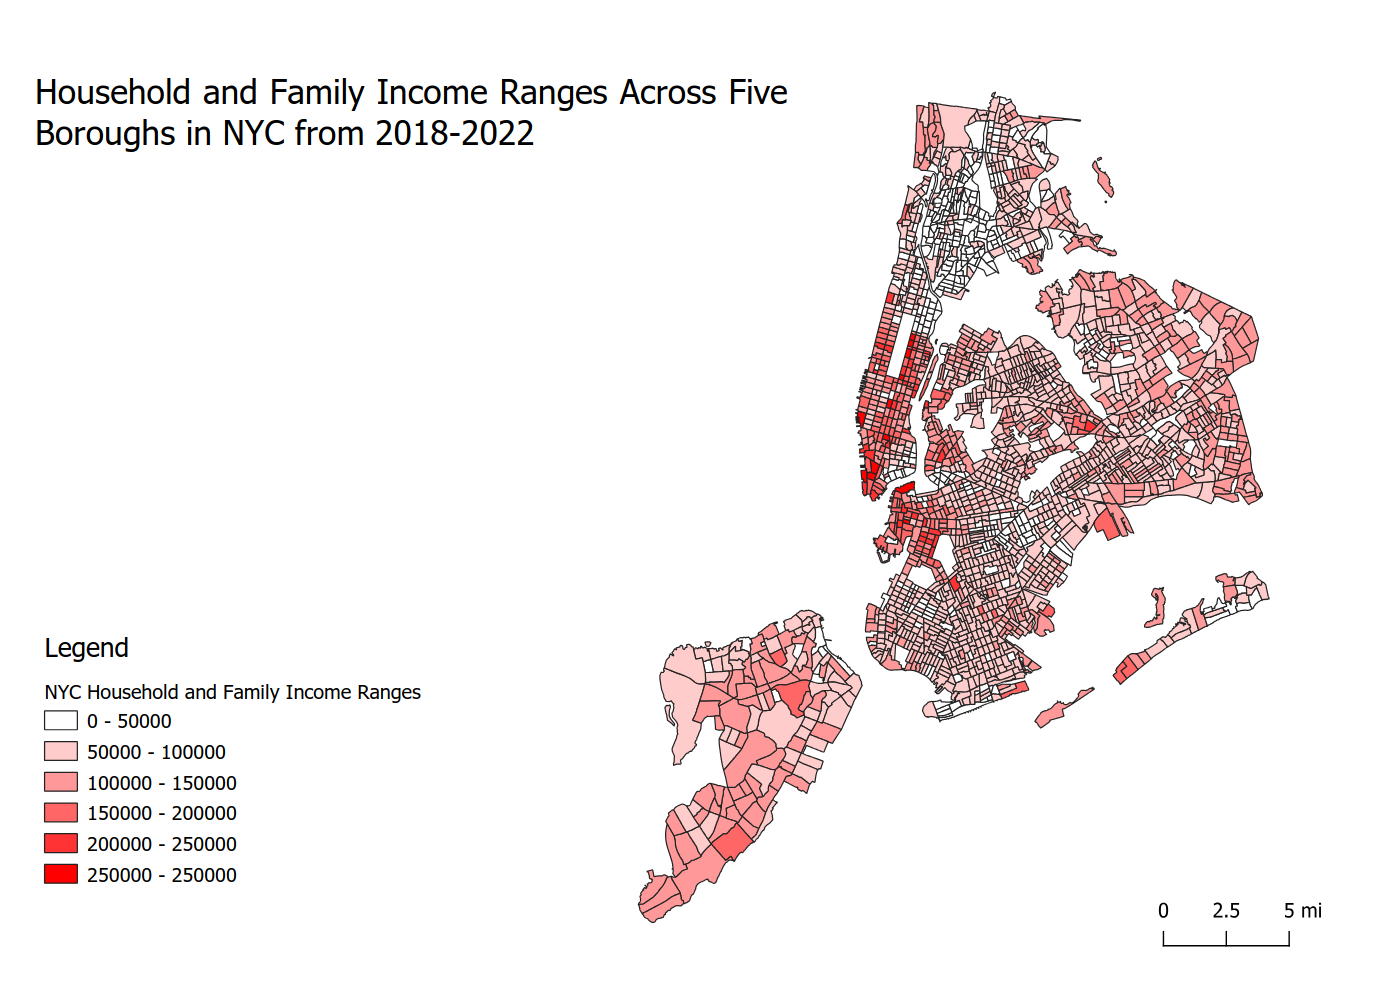 Household and Family Income Ranges Across Five
Boroughs in NYC from 2018-2022
Legend
NYC Household and Family Income Ranges
0 - 50000
50000 - 100000
100000 - 150000
150000 - 200000
200000 - 250000
250000 - 250000
0 2.5 5 mi